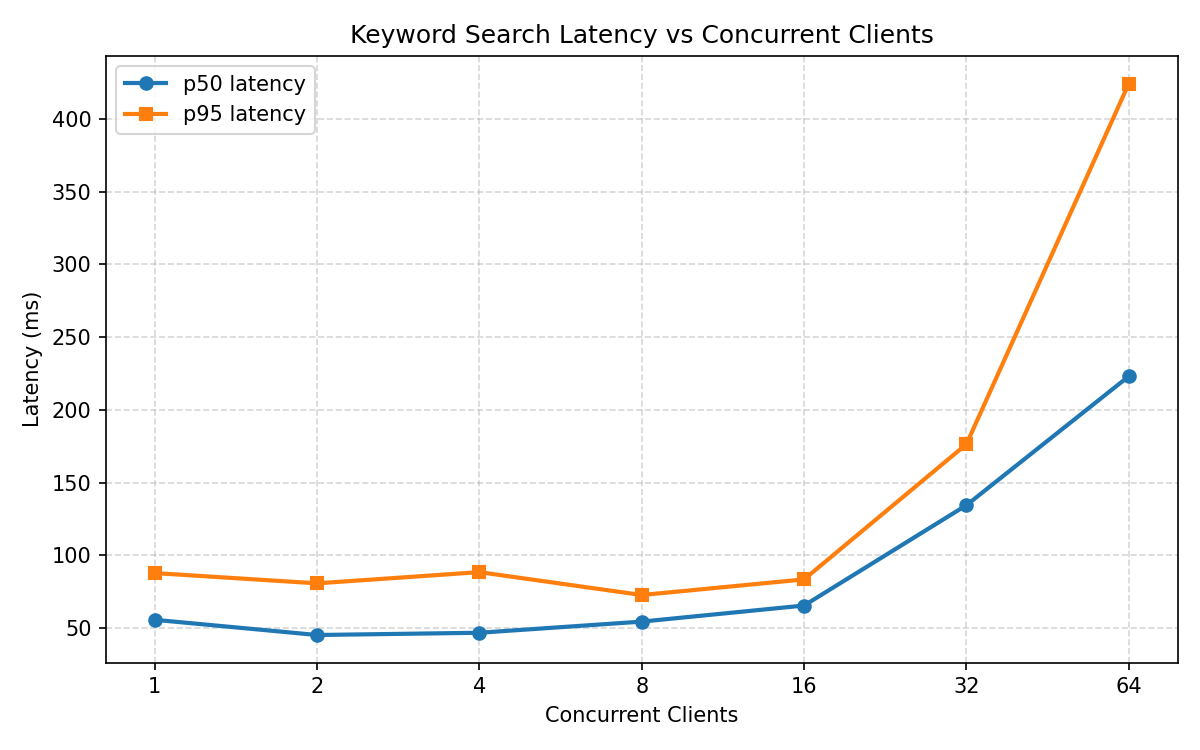 Keyword Search Latency vs Concurrent Clients
p50 latency
p95 latency
400
350
300
250
200
150
100
50
Latency (ms)
1 2 4 8 16 32 64
Concurrent Clients